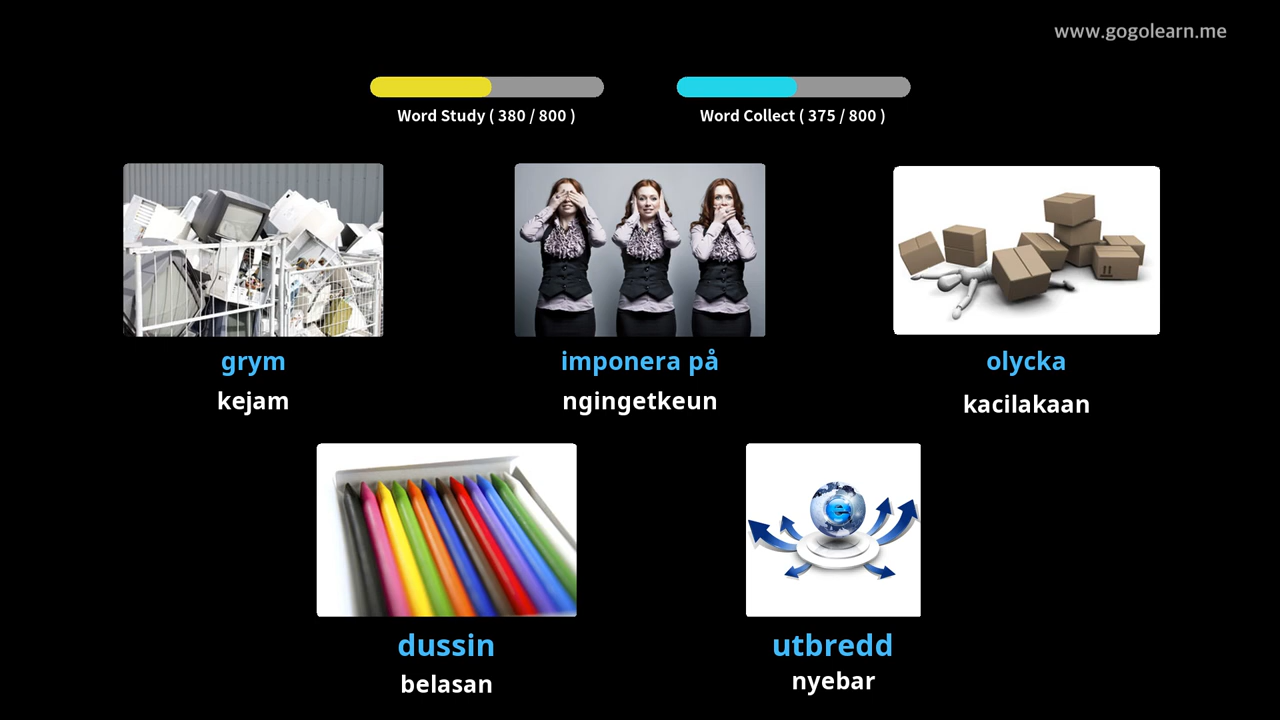 www.gogolearn.me
Word Study ( 380 / 800 )
Word Collect ( 375 / 800 )
grym
imponera på
olycka
kejam
ngingetkeun
kacilakaan
dussin
utbredd
belasan
nyebar